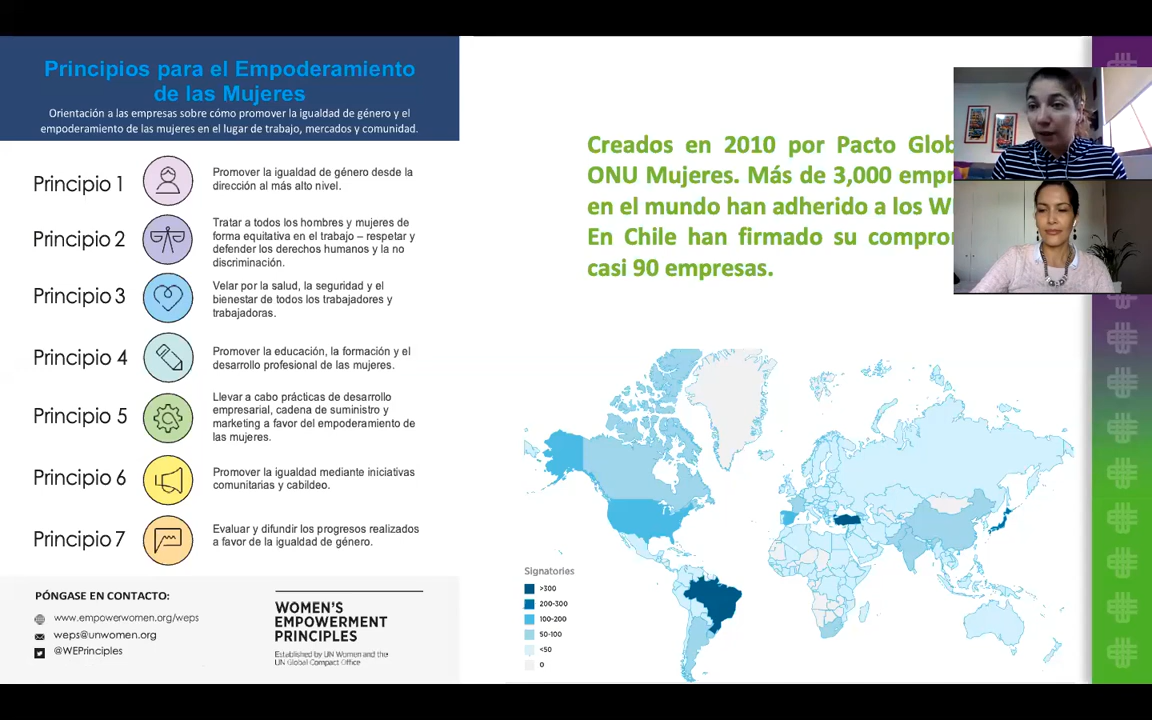 Principios para el Empoderamiento
de las Mujeres
Orientación a las empresas sobre cómo promover la igualdad de género y el
empoderamiento de las mujeres en el lugar de trabajo, mercados y comunidad.
Principio 1
Promover la igualdad de género desde la
dirección al más alto nivel.
Principio 2
Tratar a todos los hombres y mujeres de
forma equitativa en el trabajo – respetar y
defender los derechos humanos y la no
discriminación.
Principio 3
Velar por la salud, la seguridad y el
bienestar de todos los trabajadores y
trabajadoras.
Principio 4
Promover la educación, la formación y el
desarrollo profesional de las mujeres.
Principio 5
Llevar a cabo prácticas de desarrollo
empresarial, cadena de suministro y
marketing a favor del empoderamiento de
las mujeres.
Principio 6
Promover la igualdad mediante iniciativas
comunitarias y cabildeo.
Principio 7
Evaluar y difundir los progresos realizados
a favor de la igualdad de género.
PÓNGASE EN CONTACTO:
www.empowerwomen.org/weps
weps@unwomen.org
@WEPrinciples
WOMEN'S
EMPOWERMENT
PRINCIPLES
Established by UN Women and the
UN Global Compact Office
Creados en 2010 por Pacto Glob
ONU Mujeres. Más de 3,000 empr
en el mundo han adherido a los W
En Chile han firmado su compro
casi 90 empresas.
Signatories
>300
200-300
100-200
50-100
<50
0